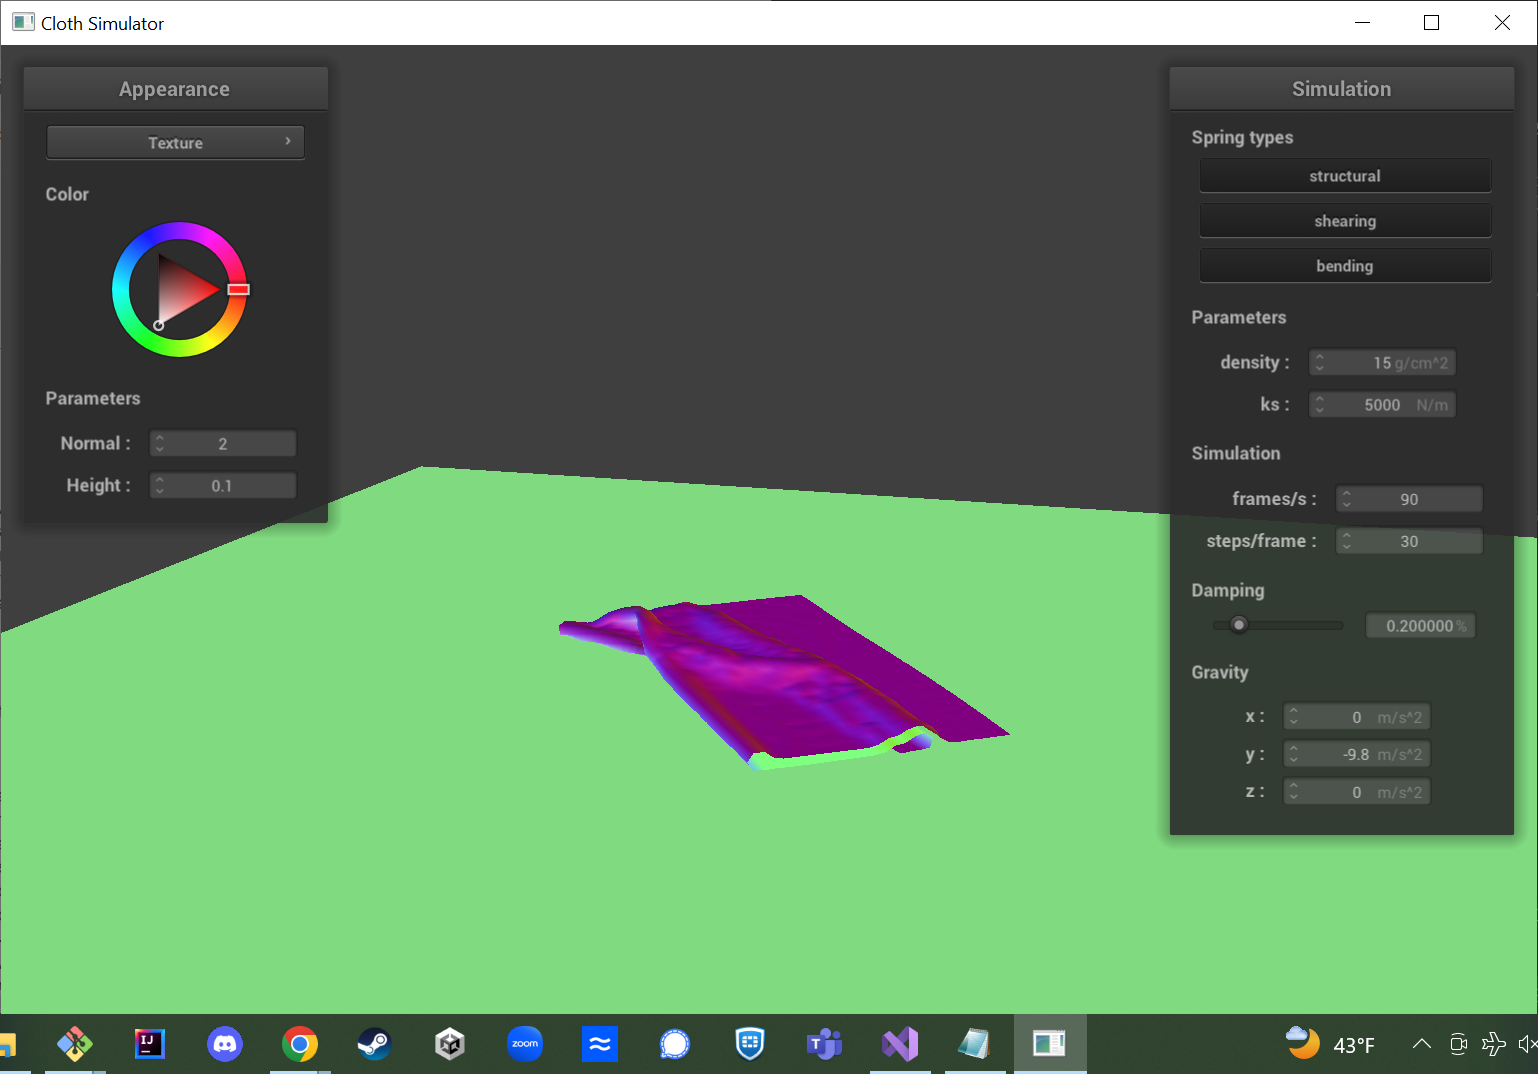 Cloth Simulator
Appearance
Texture
Color
Parameters
Normal : 2
Height : 0.1
Simulation
Spring types
structural
shearing
bending
Parameters
density : 15 g/cm^2
ks : 5000 N/m
Simulation
frames/s : 90
steps/frame : 30
Damping
0.200000 %
Gravity
x : 0 m/s^2
y : -9.8 m/s^2
z : 0 m/s^2
IJ
zoom
T
43°F